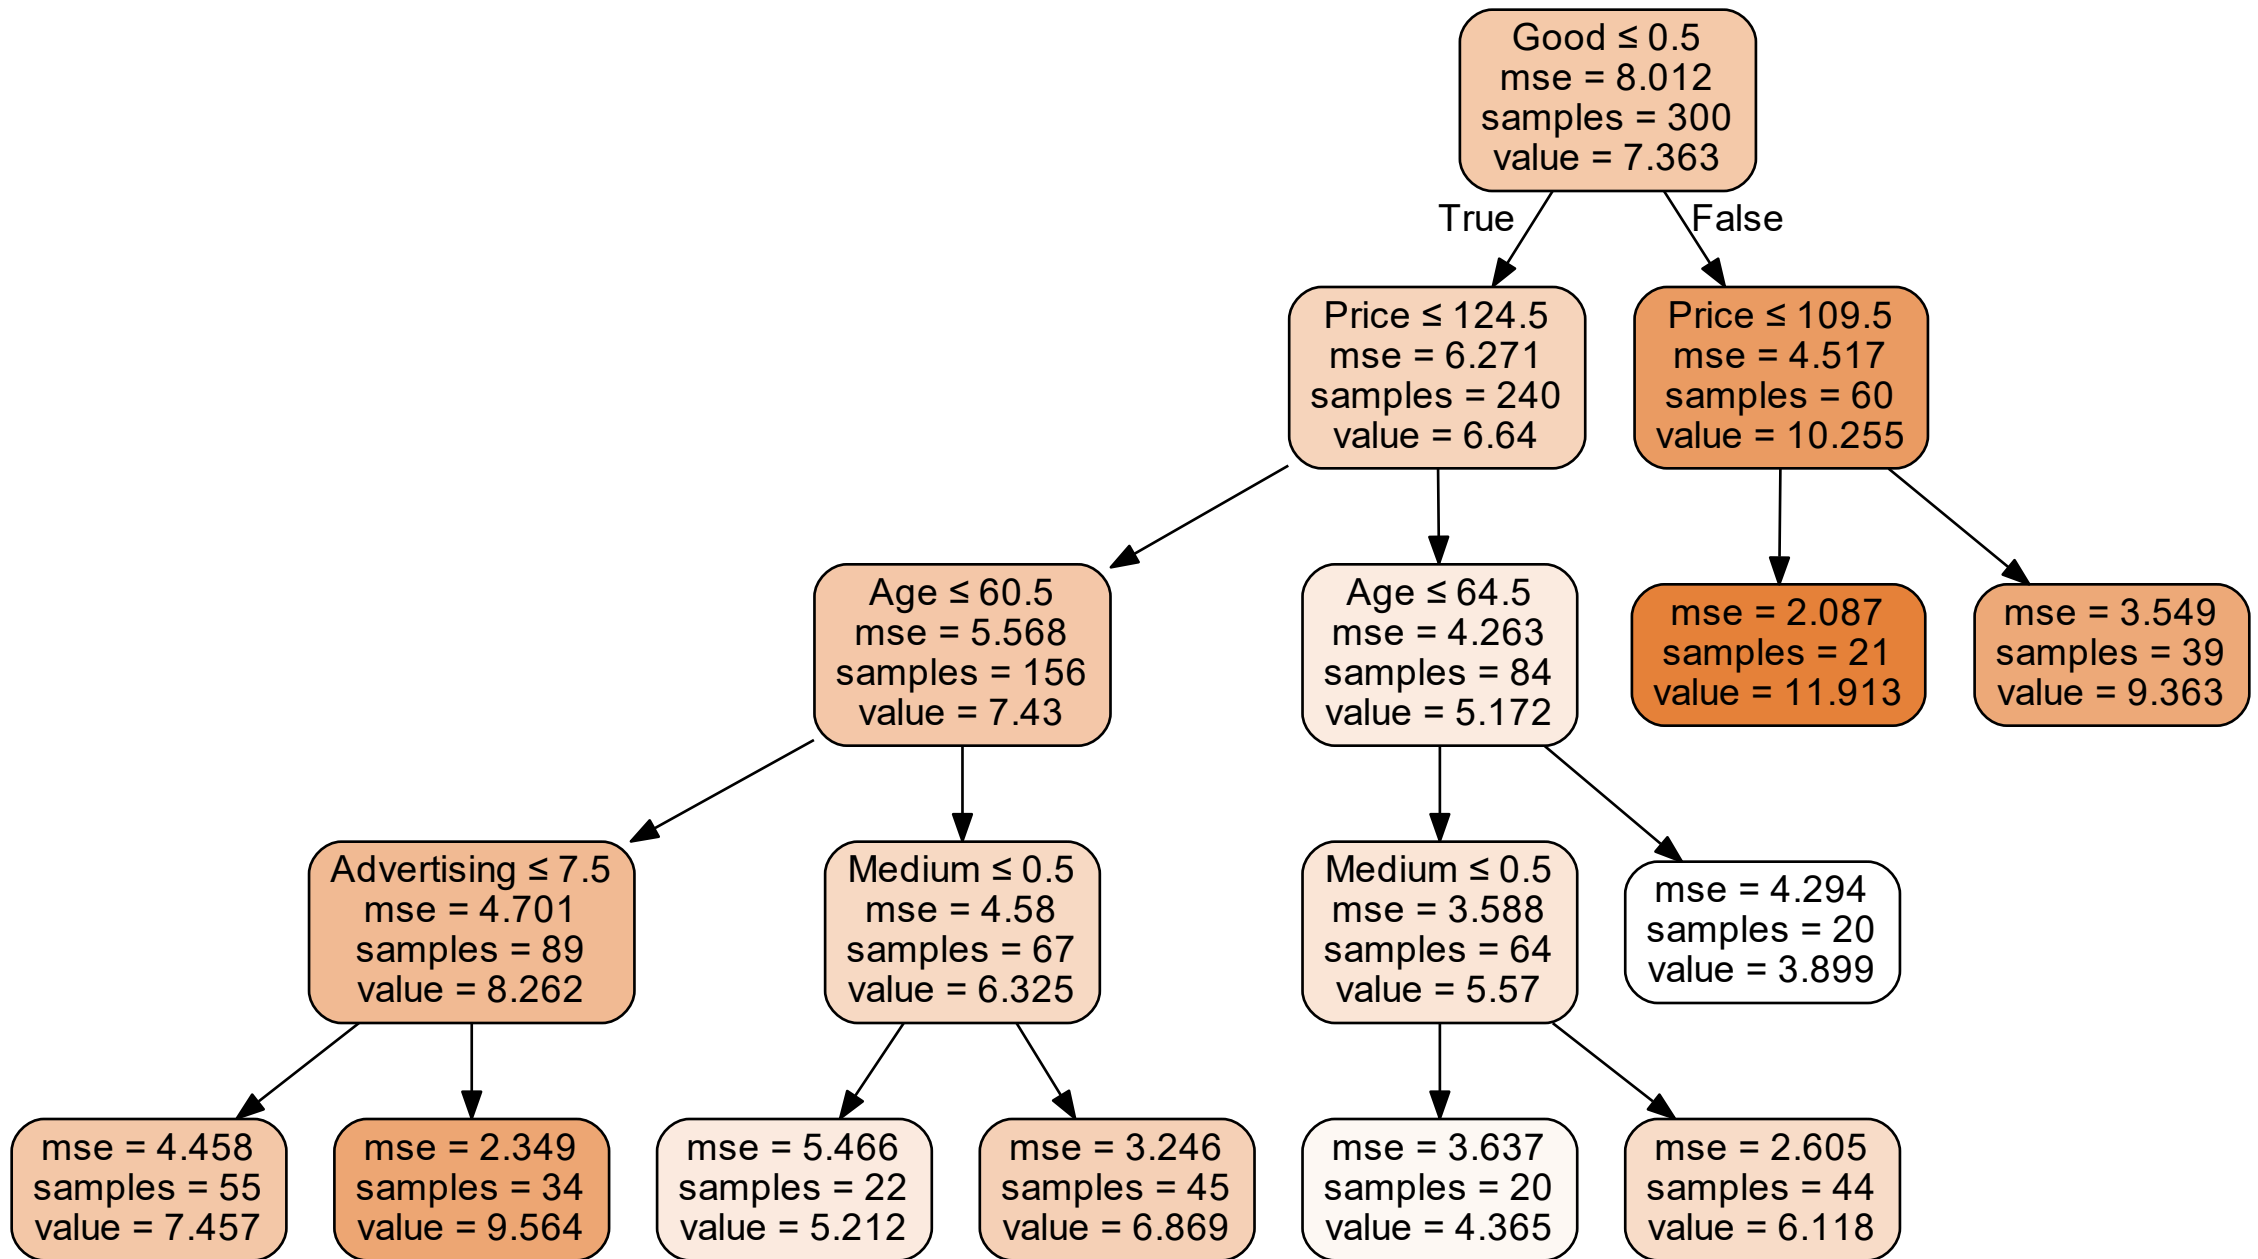 Good ≤ 0.5
mse = 8.012
samples = 300
value = 7.363
True
False
Price ≤ 124.5
mse = 6.271
samples = 240
value = 6.64
Price ≤ 109.5
mse = 4.517
samples = 60
value = 10.255
Age ≤ 60.5
mse = 5.568
samples = 156
value = 7.43
Age ≤ 64.5
mse = 4.263
samples = 84
value = 5.172
mse = 2.087
samples = 21
value = 11.913
mse = 3.549
samples = 39
value = 9.363
Advertising ≤ 7.5
mse = 4.701
samples = 89
value = 8.262
Medium ≤ 0.5
mse = 4.58
samples = 67
value = 6.325
Medium ≤ 0.5
mse = 3.588
samples = 64
value = 5.57
mse = 4.294
samples = 20
value = 3.899
mse = 4.458
samples = 55
value = 7.457
mse = 2.349
samples = 34
value = 9.564
mse = 5.466
samples = 22
value = 5.212
mse = 3.246
samples = 45
value = 6.869
mse = 3.637
samples = 20
value = 4.365
mse = 2.605
samples = 44
value = 6.118